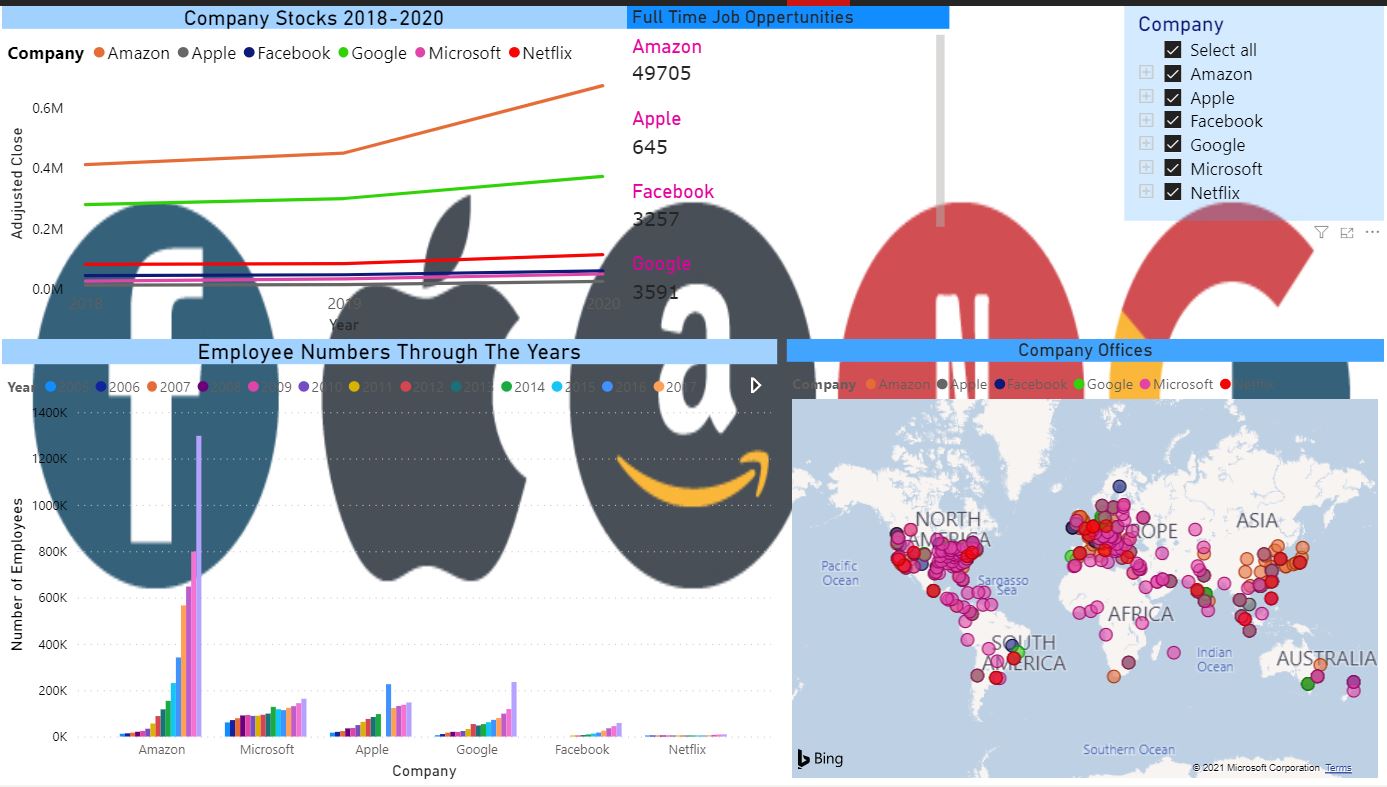 Company Stocks 2018-2020
Company Amazon Apple Facebook Google Microsoft Netflix
Adujusted Close
0.6M
0.4M
0.2M
0.0M
2018 2019 2020
Year
Full Time Job Oppertunities
Amazon
49705
Apple
645
Facebook
3257
Google
3591
Company
Select all
Amazon
Apple
Facebook
Google
Microsoft
Netflix
Employee Numbers Through The Years
Year 2005 2006 2007 2008 2009 2010 2011 2012 2013 2014 2015 2016 2017
Number of Employees
1400K
1200K
1000K
800K
600K
400K
200K
0K
Amazon Microsoft Apple Google Facebook Netflix
Company
Company Offices
Company Amazon Apple Facebook Google Microsoft Netflix
NORTH
AMERICA
ASIA
Pacific
Ocean
Sargasso
Sea
AFRICA
SOUTH
AMERICA
Indian
Ocean
AUSTRALIA
Southern Ocean
Bing
© 2021 Microsoft Corporation Terms